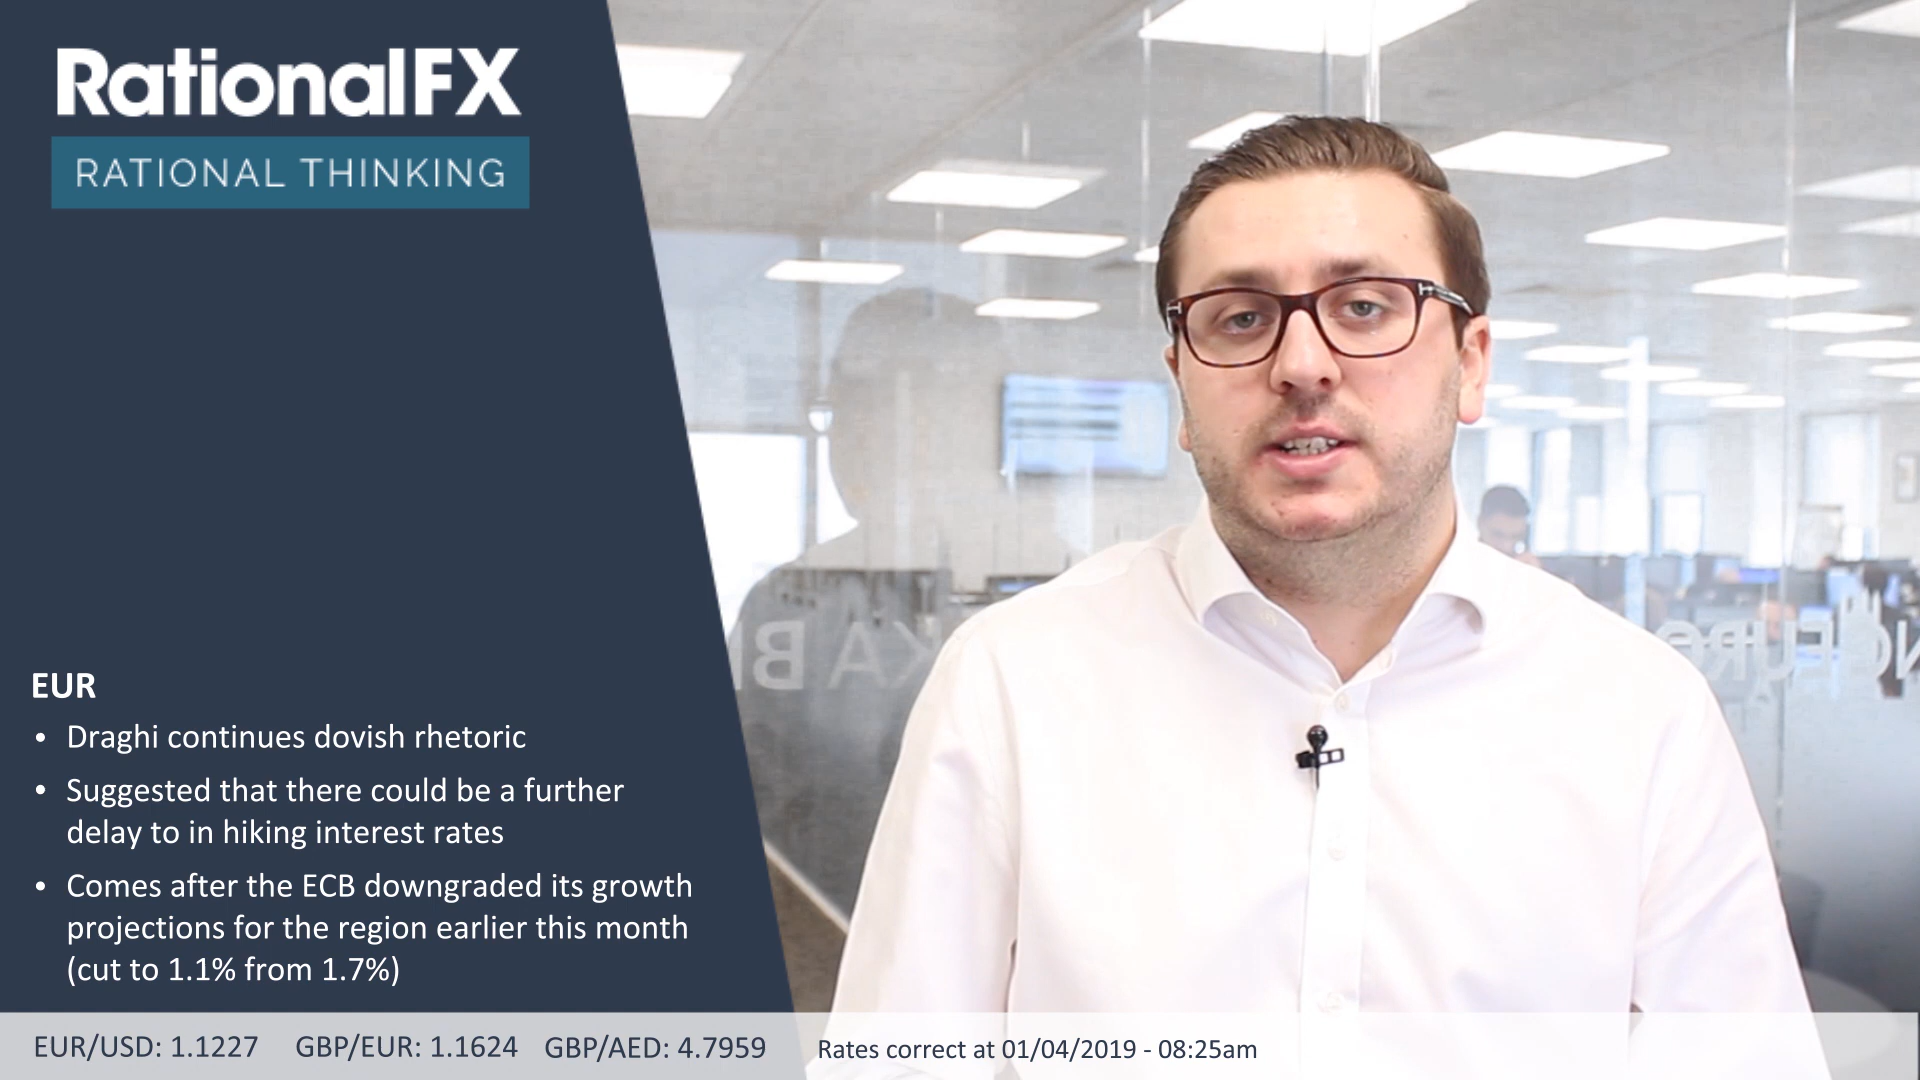 RationalFX
RATIONAL THINKING
EUR
• Draghi continues dovish rhetoric
• Suggested that there could be a further
delay to in hiking interest rates
• Comes after the ECB downgraded its growth
projections for the region earlier this month
(cut to 1.1% from 1.7%)
EUR/USD: 1.1227 GBP/EUR: 1.1624 GBP/AED: 4.7959 Rates correct at 01/04/2019 - 08:25am